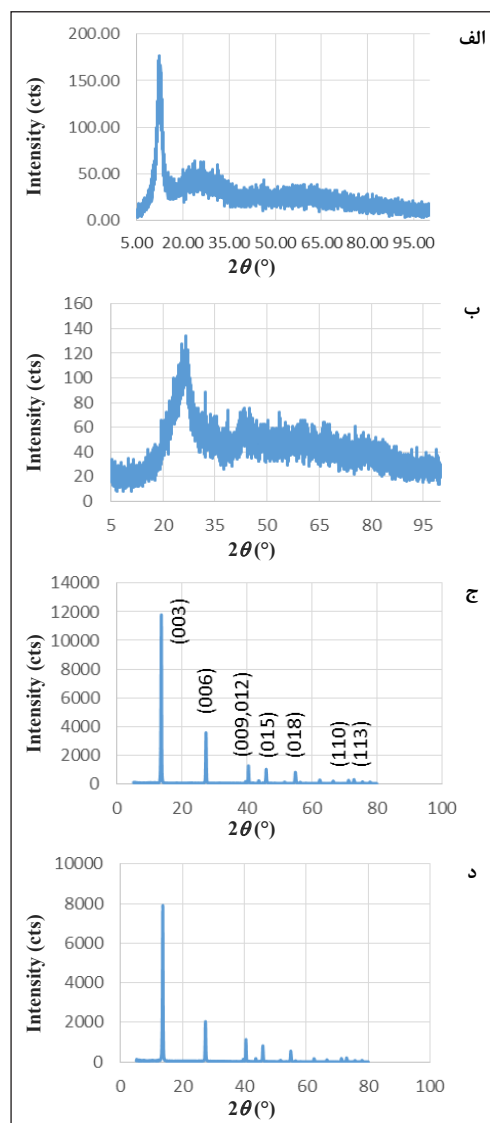 الف
200.00
150.00
100.00
50.00
0.00
Intensity (cts)
5.00 20.00 35.00 50.00 65.00 80.00 95.00
2θ (°)
ب
160
140
120
100
80
60
40
20
0
Intensity (cts)
5 20 35 50 65 80 95
2θ (°)
ج
14000
12000
10000
8000
6000
4000
2000
0
Intensity (cts)
(003)
(006)
(009,012)
(015)
(018)
(110)
(113)
0 20 40 60 80 100
2θ (°)
د
10000
8000
6000
4000
2000
0
Intensity (cts)
0 20 40 60 80 100
2θ (°)